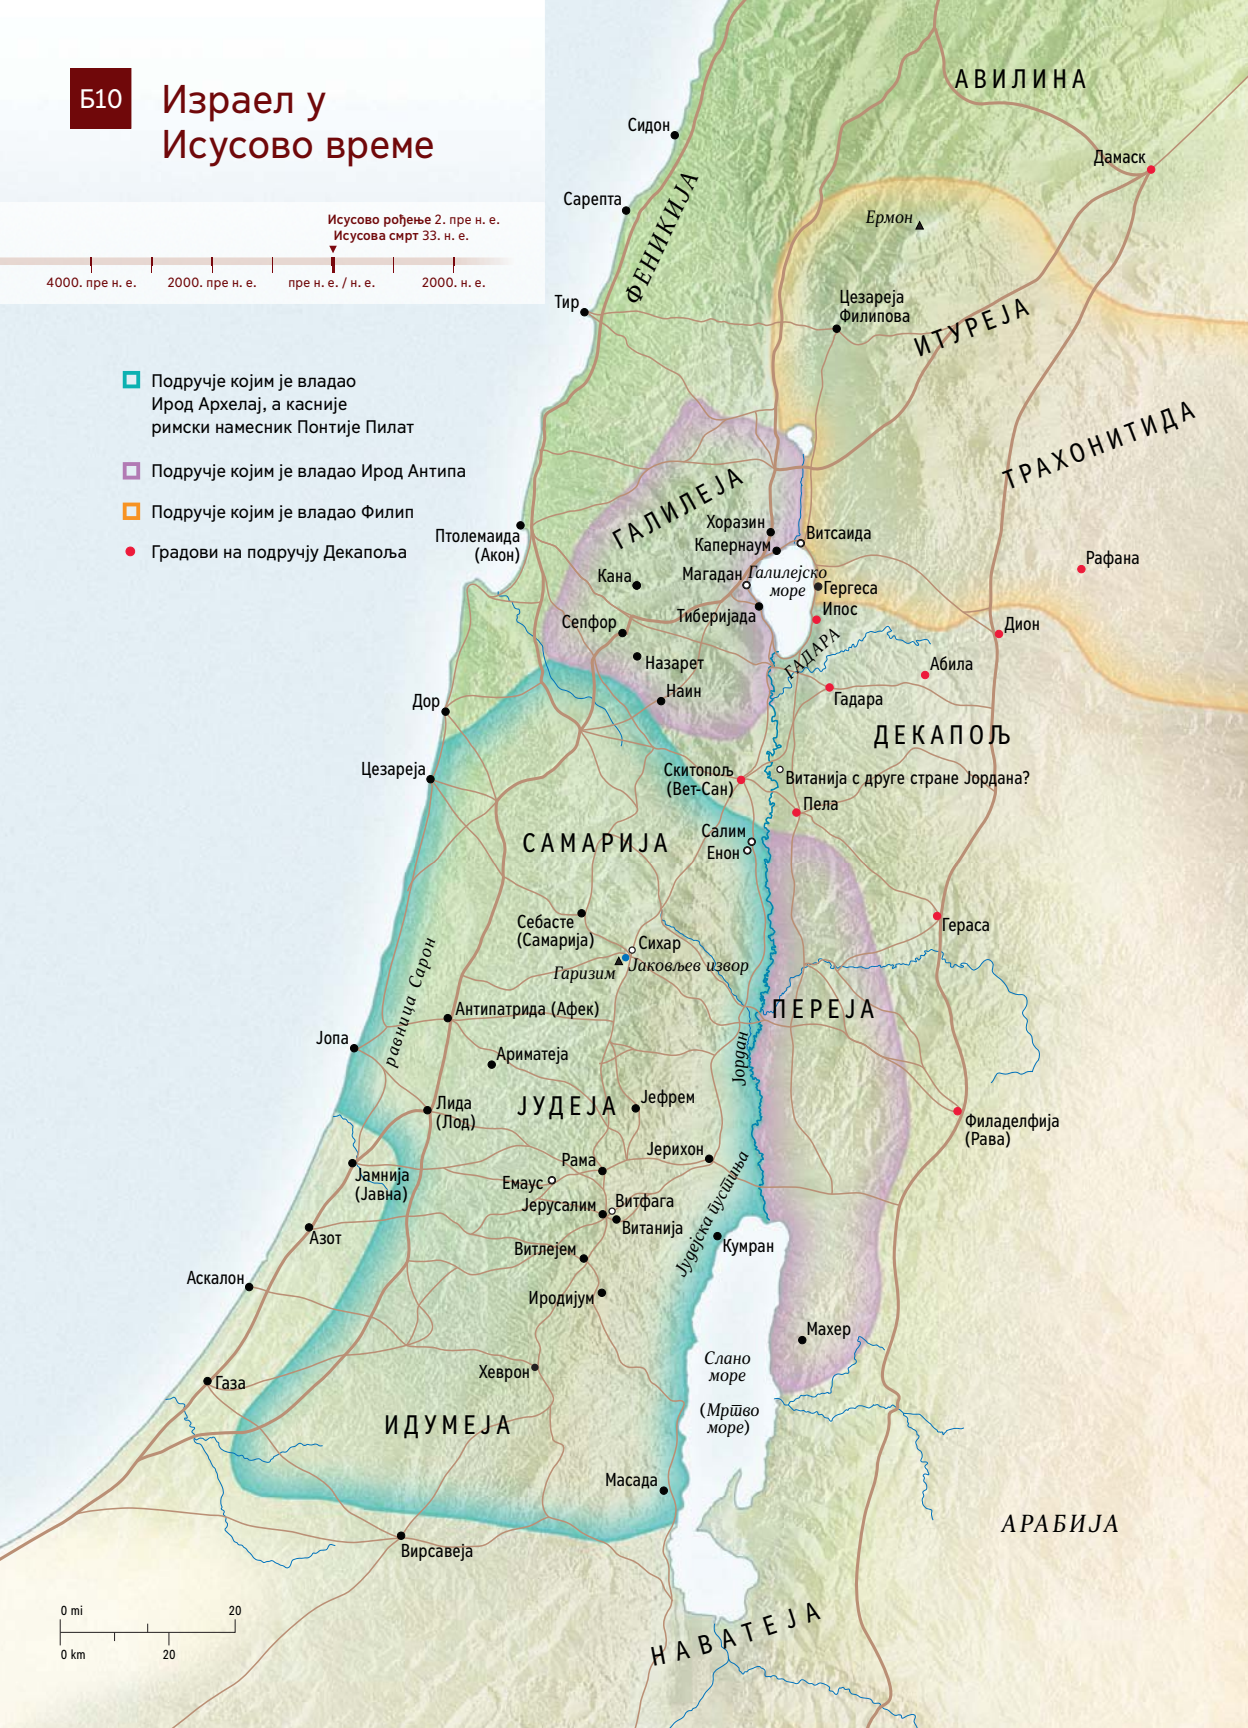 Б10
Израел у
Исусово време
Исусово рођење 2. пре н. е.
Исусова смрт 33. н. е.
4000. пре н. е.
2000. пре н. е.
пре н. е. / н. е.
2000. н. е.
Подручје којим је владао
Ирод Архелај, а касније
римски намесник Понтије Пилат
Подручје којим је владао Ирод Антипа
Подручје којим је владао Филип
Градови на подручју Декапоља
АВИЛИНА
Сидон
Дамаск
Сарепта
ФЕНИКИЈА
Ермон
Тир
Цезареја
Филипова
ИТУРЕЈА
ТРАХОНИТИДА
ГАЛИЛЕЈА
Птолемаида
(Акон)
Хоразин
Витсаида
Капернаум
Рафана
Кана
Магадан
Галилејско
море
Гергеса
Ипос
Тиберијада
Сепфор
Дион
ГАДАРА
Назарет
Абила
Наин
Гадара
Дор
ДЕКАПОЉ
Цезареја
Скитопољ
(Вет-Сан)
Витанија с друге стране Јордана?
Пела
САМАРИЈА
Салим
Енон
Себасте
(Самарија)
Сихар
Гераса
Јаковљев извор
Гаризим
равница Сарон
Антипатрида (Афек)
ПЕРЕЈА
Јопа
Ариматеја
Јордан
Лида
(Лод)
ЈУДЕЈА
Јефрем
Филаделфија
(Рава)
Јерихон
Рама
Јамнија
(Јавна)
Емаус
Витфага
Јерусалим
Витанија
Јудејска пустиња
Азот
Витлејем
Кумран
Аскалон
Иродијум
Махер
Слано
море
(Мртво
море)
Хеврон
Газа
ИДУМЕЈА
Масада
АРАБИЈА
Вирсавеја
НАВАТЕЈА
0 mi
20
0 km
20